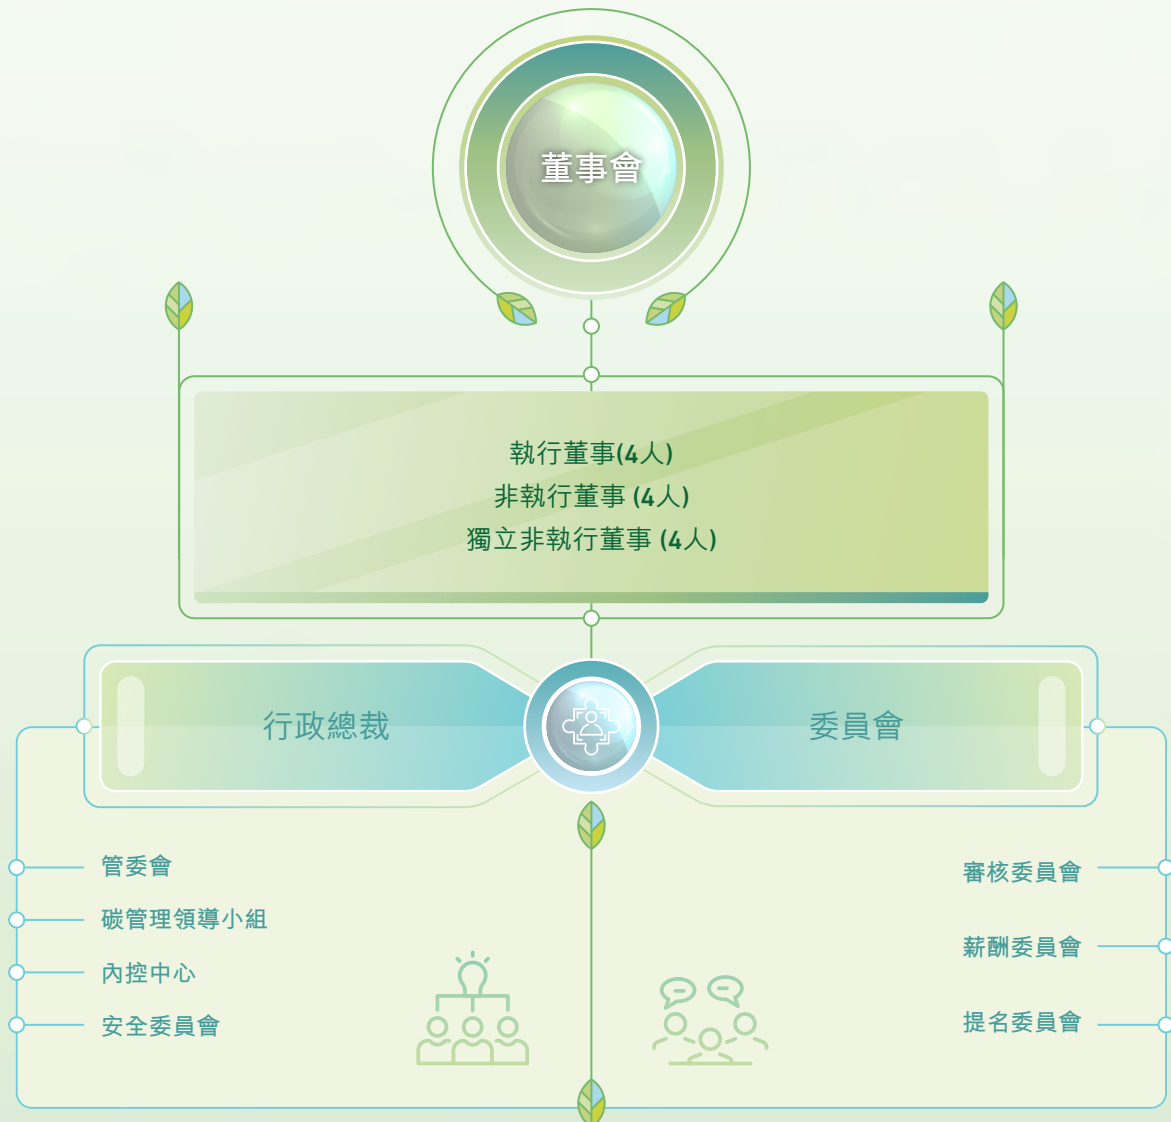 董事會
執行董事(4人)
非執行董事 (4人)
獨立非執行董事 (4人)
行政總裁
委員會
管委會
碳管理領導小組
內控中心
安全委員會
審核委員會
薪酬委員會
提名委員會